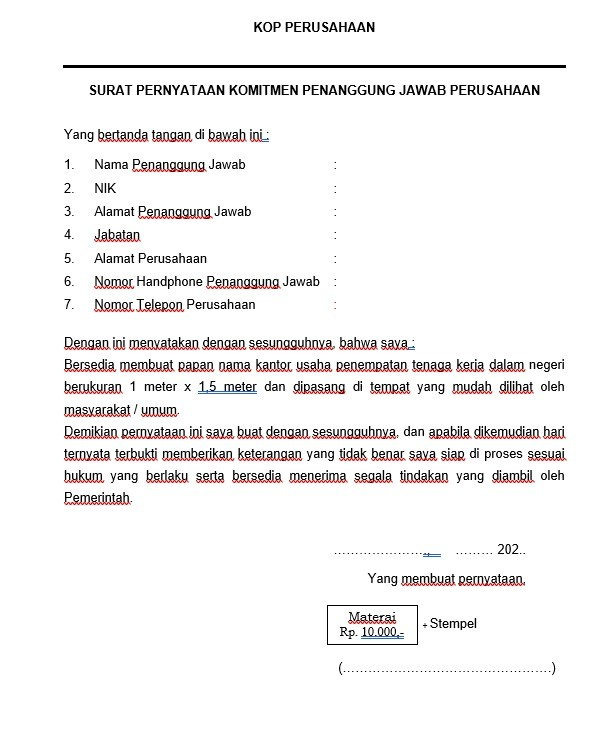 KOP PERUSAHAAN
SURAT PERNYATAAN KOMITMEN PENANGGUNG JAWAB PERUSAHAAN
Yang bertanda tangan di bawah ini :
1. Nama Penanggung Jawab :
2. NIK :
3. Alamat Penanggung Jawab :
4. Jabatan :
5. Alamat Perusahaan :
6. Nomor Handphone Penanggung Jawab :
7. Nomor Telepon Perusahaan :
Dengan ini menyatakan dengan sesungguhnya, bahwa saya :
Bersedia membuat papan nama kantor usaha penempatan tenaga kerja dalam negeri
berukuran 1 meter x 1,5 meter dan dipasang di tempat yang mudah dilihat oleh
masyarakat / umum.
Demikian pernyataan ini saya buat dengan sesungguhnya, dan apabila dikemudian hari
ternyata terbukti memberikan keterangan yang tidak benar saya siap di proses sesuai
hukum yang berlaku serta bersedia menerima segala tindakan yang diambil oleh
Pemerintah.
…………………., ……… 202..
Yang membuat pernyataan,
Materai
Rp. 10.000,-
+ Stempel
(………………………………………….)